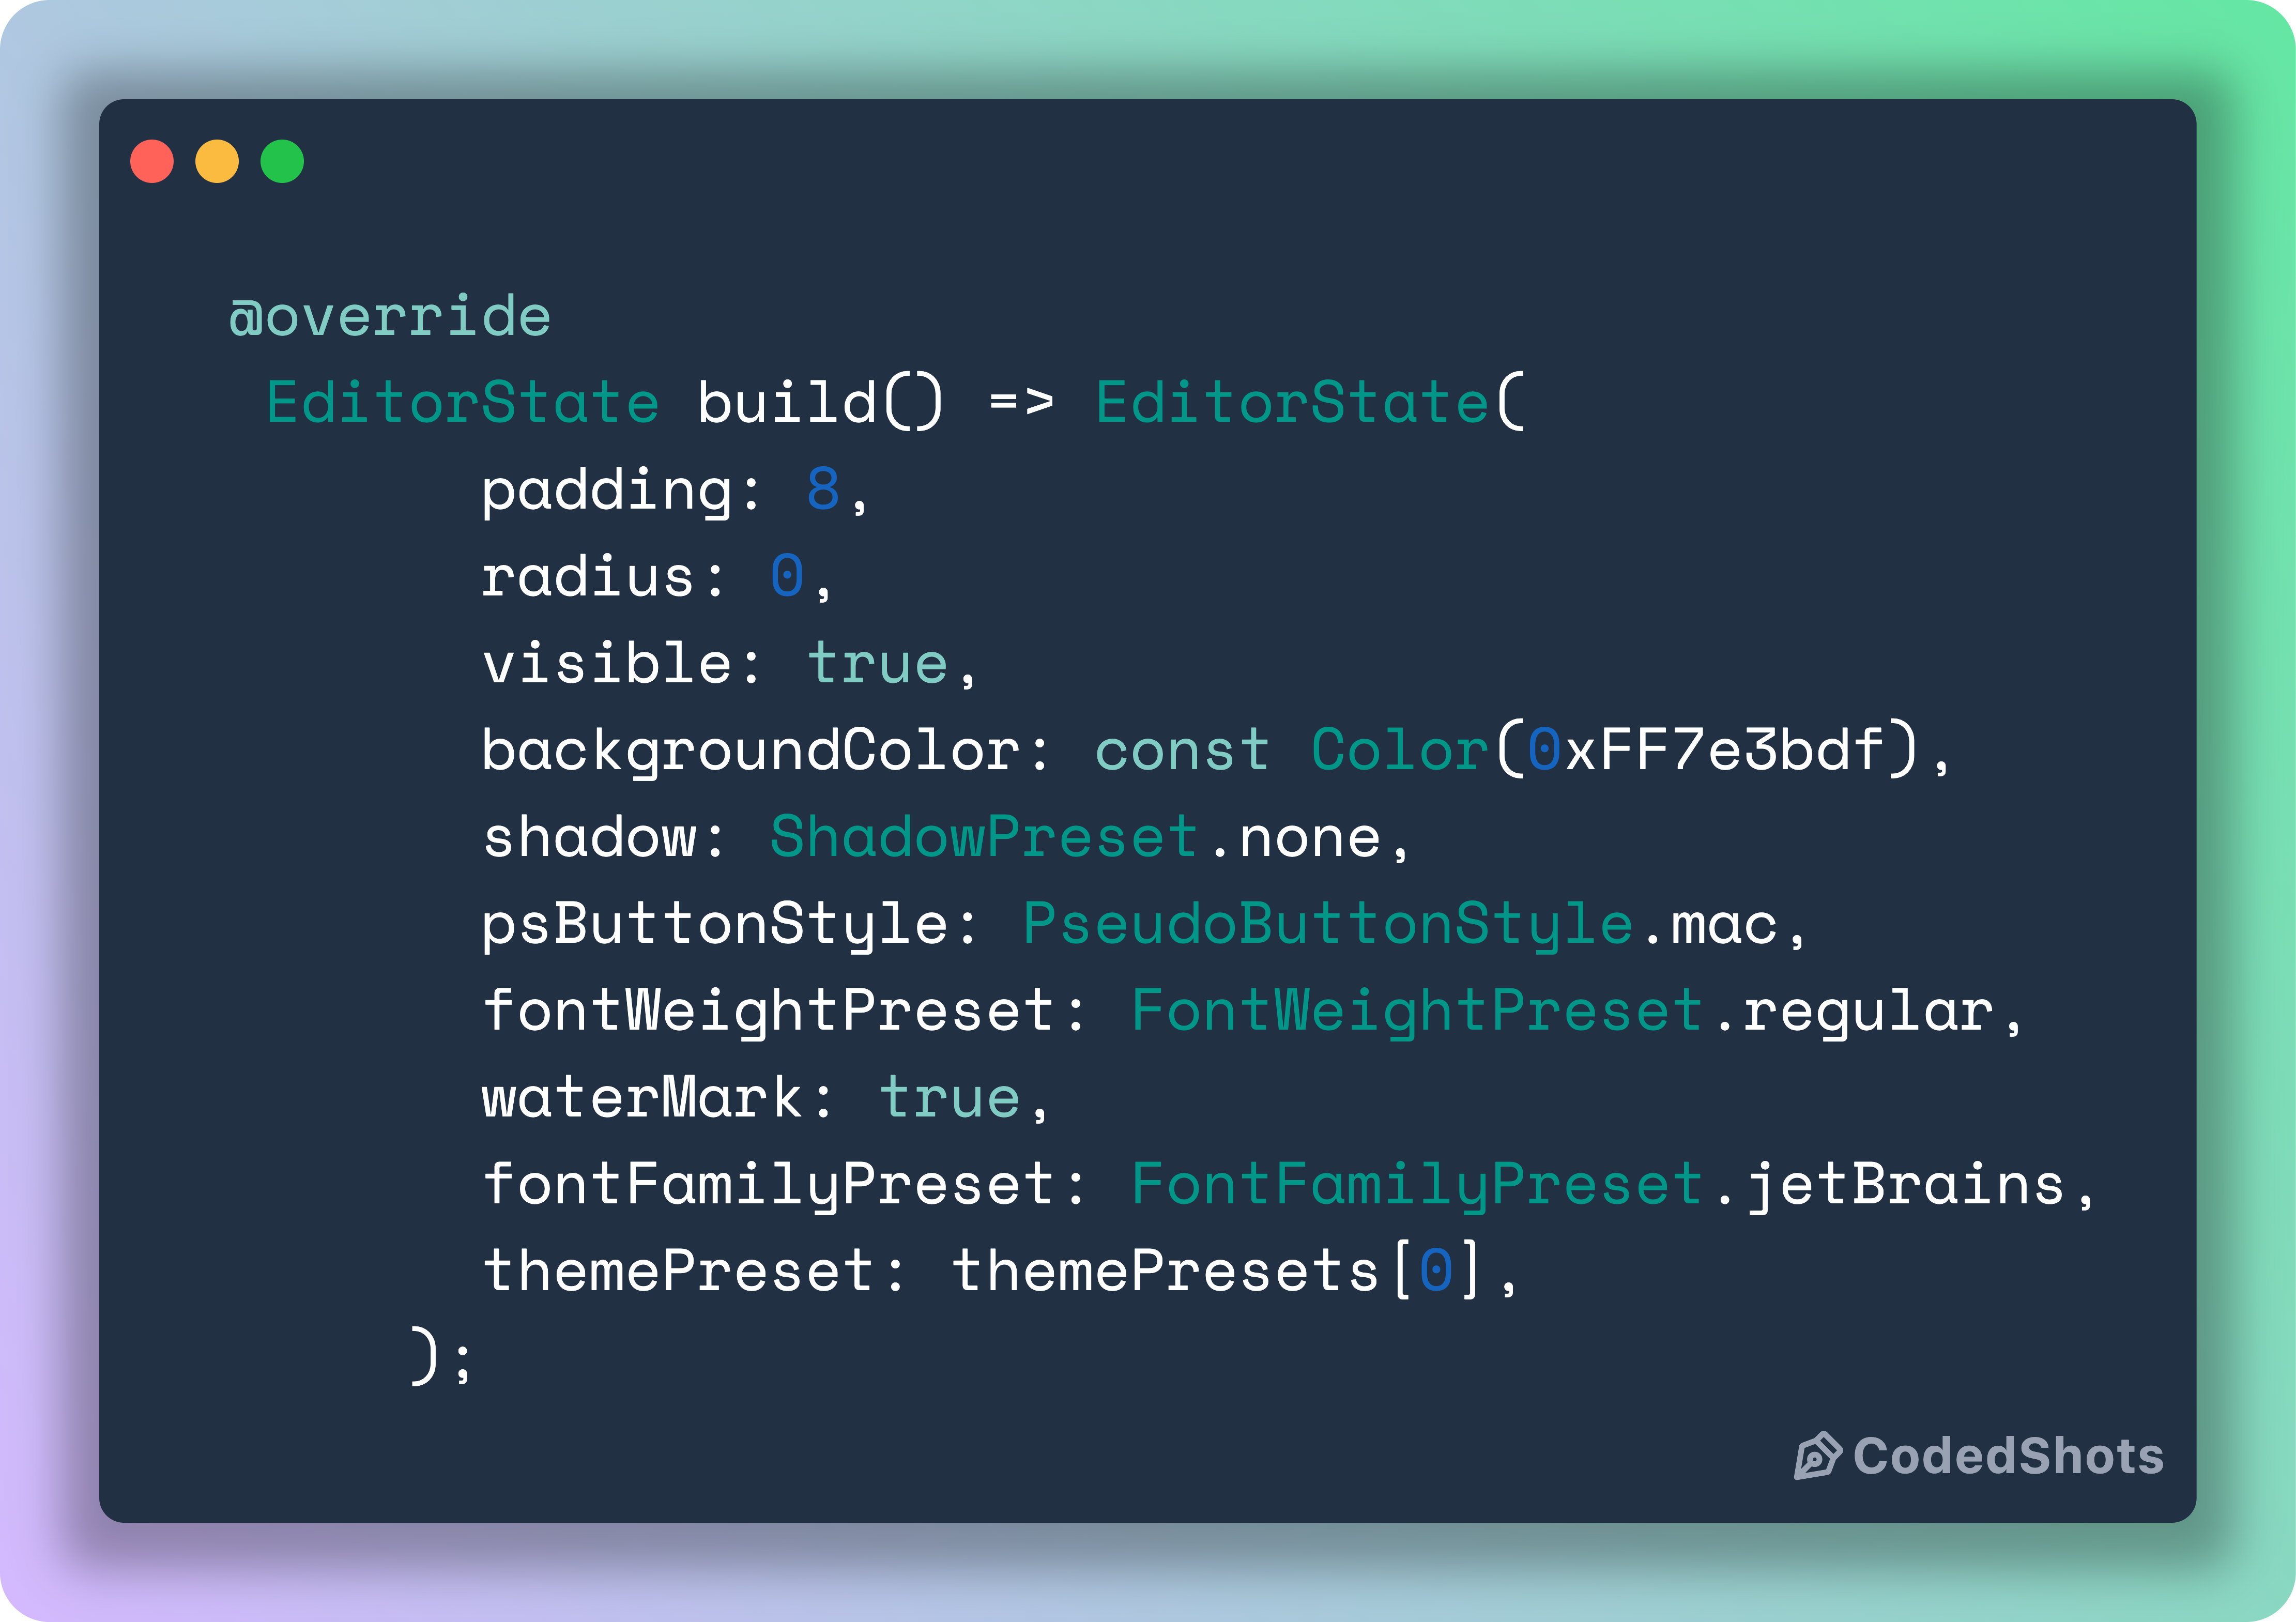 @override
 EditorState build() => EditorState(
       padding: 8,
       radius: 0,
       visible: true,
       backgroundColor: const Color(0xFF7e3bdf),
       shadow: ShadowPreset.none,
       psButtonStyle: PseudoButtonStyle.mac,
       fontWeightPreset: FontWeightPreset.regular,
       waterMark: true,
       fontFamilyPreset: FontFamilyPreset.jetBrains,
       themePreset: themePresets[0],
     );
CodedShots